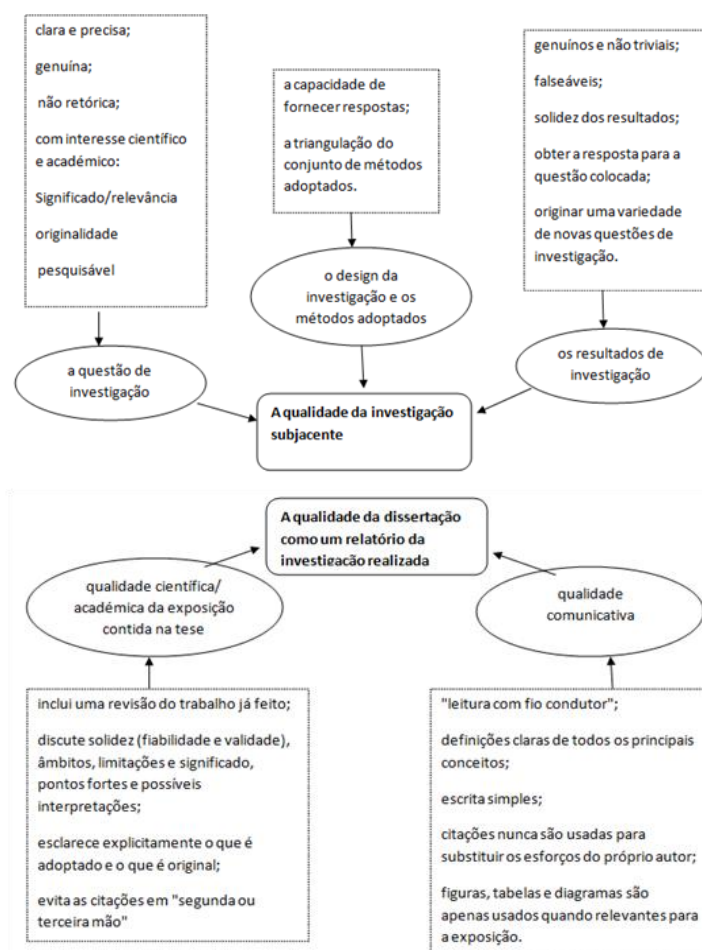 clara e precisa;
genuína;
não retórica;
com interesse científico
e académico:
Significado/relevância
originalidade
pesquisável
a capacidade de
fornecer respostas;
a triangulação do
conjunto de métodos
adoptados.
genuínos e não triviais;
falseáveis;
solidez dos resultados;
obter a resposta para a
questão colocada;
originar uma variedade
de novas questões de
investigação.
a questão de
investigação
o design da
investigação e os
métodos adoptados
os resultados de
investigação
A qualidade da investigação
subjacente
A qualidade da dissertação
como um relatório da
investigação realizada
qualidade científica/
académica da exposição
contida na tese
qualidade
comunicativa
inclui uma revisão do trabalho já feito;
discute solidez (fiabilidade e validade),
âmbitos, limitações e significado,
pontos fortes e possíveis
interpretações;
esclarece explicitamente o que é
adoptado e o que é original;
evita as citações em "segunda ou
terceira mão"
"leitura com fio condutor";
definições claras de todos os principais
conceitos;
escrita simples;
citações nunca são usadas para
substituir os esforços do próprio autor;
figuras, tabelas e diagramas são
apenas usados quando relevantes para
a exposição.